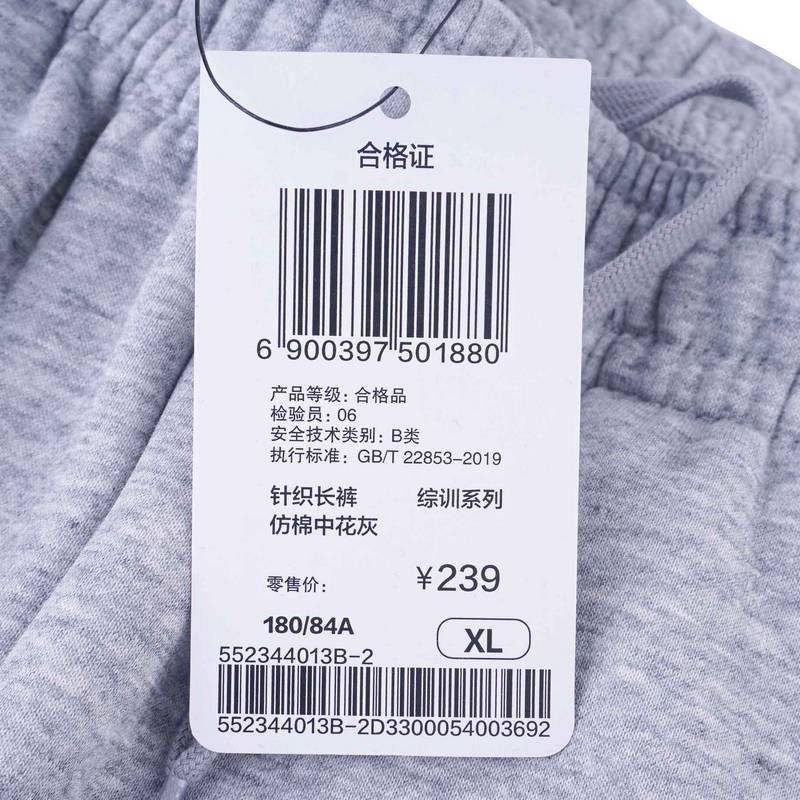 合格证
6 900397 501880
产品等级: 合格品
检验员: 06
安全技术类别: B类
执行标准: GB/T 22853-2019
针织长裤 综训系列
仿棉中花灰
零售价: ¥239
180/84A XL
552344013B-2
552344013B-2D3300054003692